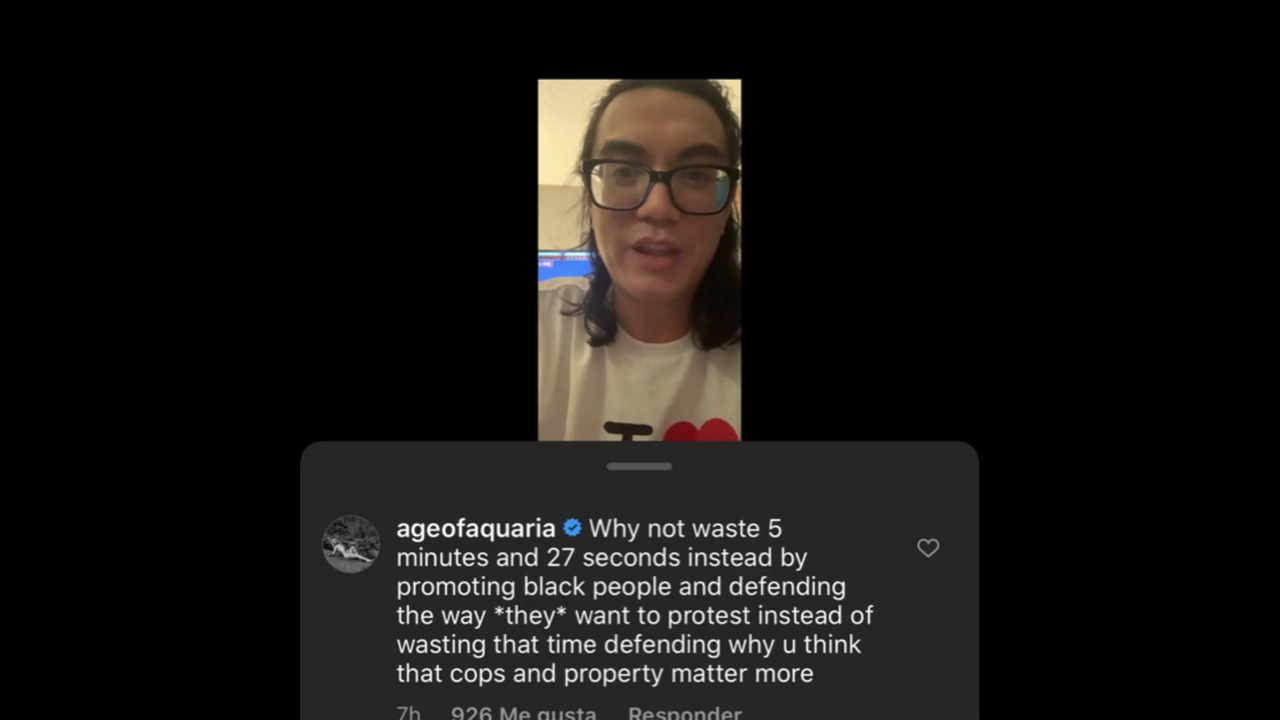 I
ageofaquaria Why not waste 5
minutes and 27 seconds instead by
promoting black people and defending
the way *they* want to protest instead of
wasting that time defending why u think
that cops and property matter more
7h 926 Me gusta Responder